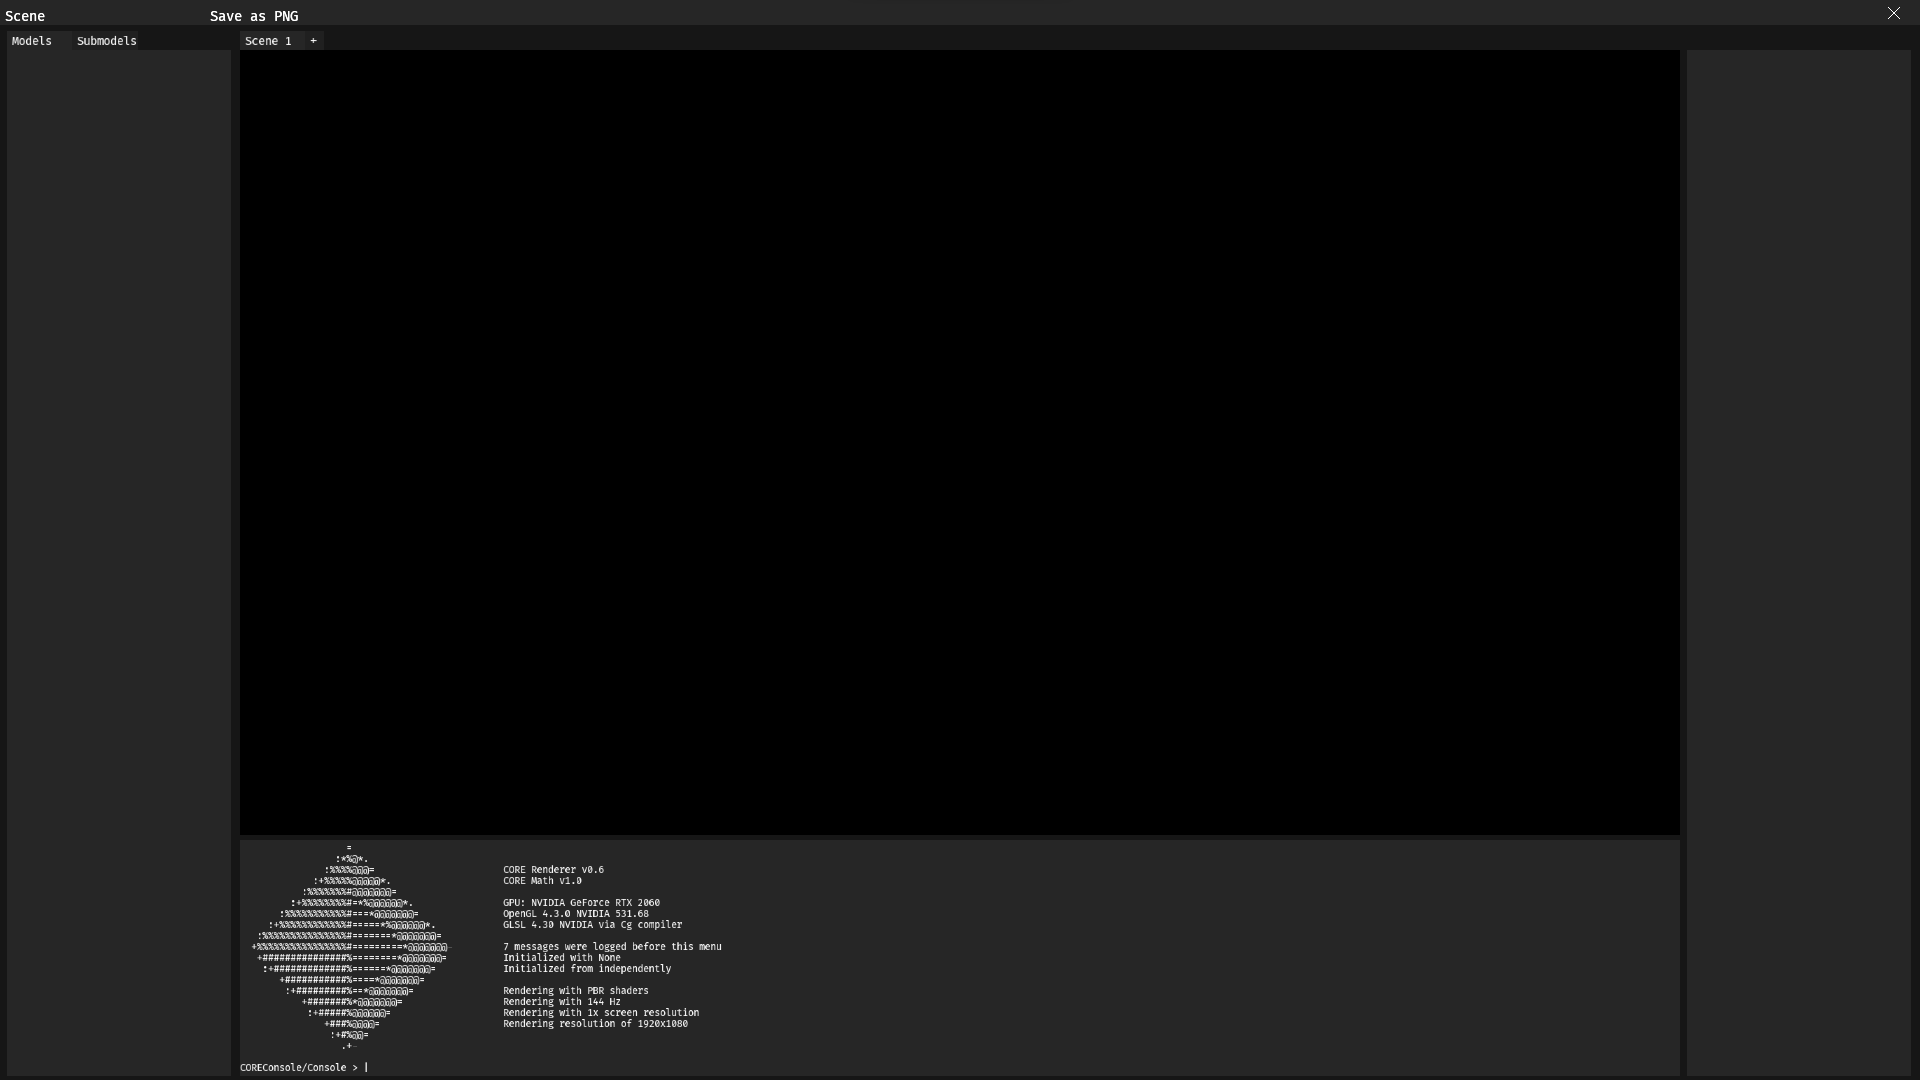 Scene
Save as PNG
Models
Submodels
Scene 1
+
CORE Renderer v0.6
CORE Math v1.0
GPU: NVIDIA GeForce RTX 2060
OpenGL 4.3.0 NVIDIA 531.68
GLSL 4.30 NVIDIA via Cg compiler
7 messages were logged before this menu
Initialized with None
Initialized from independently
Rendering with PBR shaders
Rendering with 144 Hz
Rendering with 1x screen resolution
Rendering resolution of 1920x1080
COREConsole/Console > |